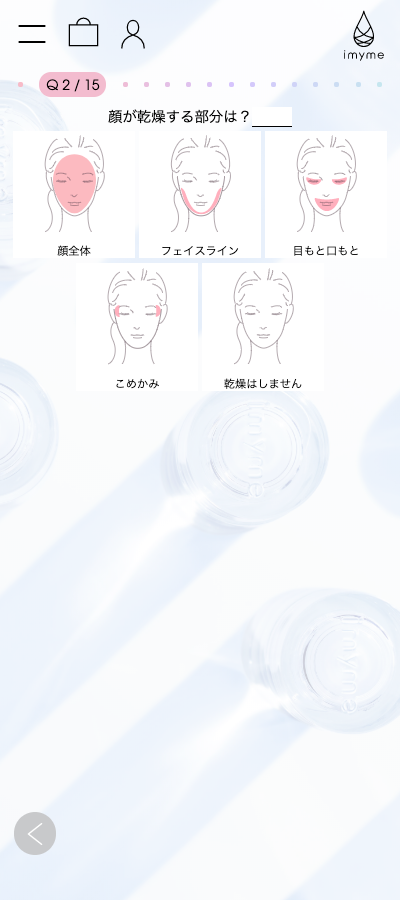 imyme
Q 2 / 15
顔が乾燥する部分は？
顔全体
フェイスライン
目もと口もと
こめかみ
乾燥はしません
imyme
imyme